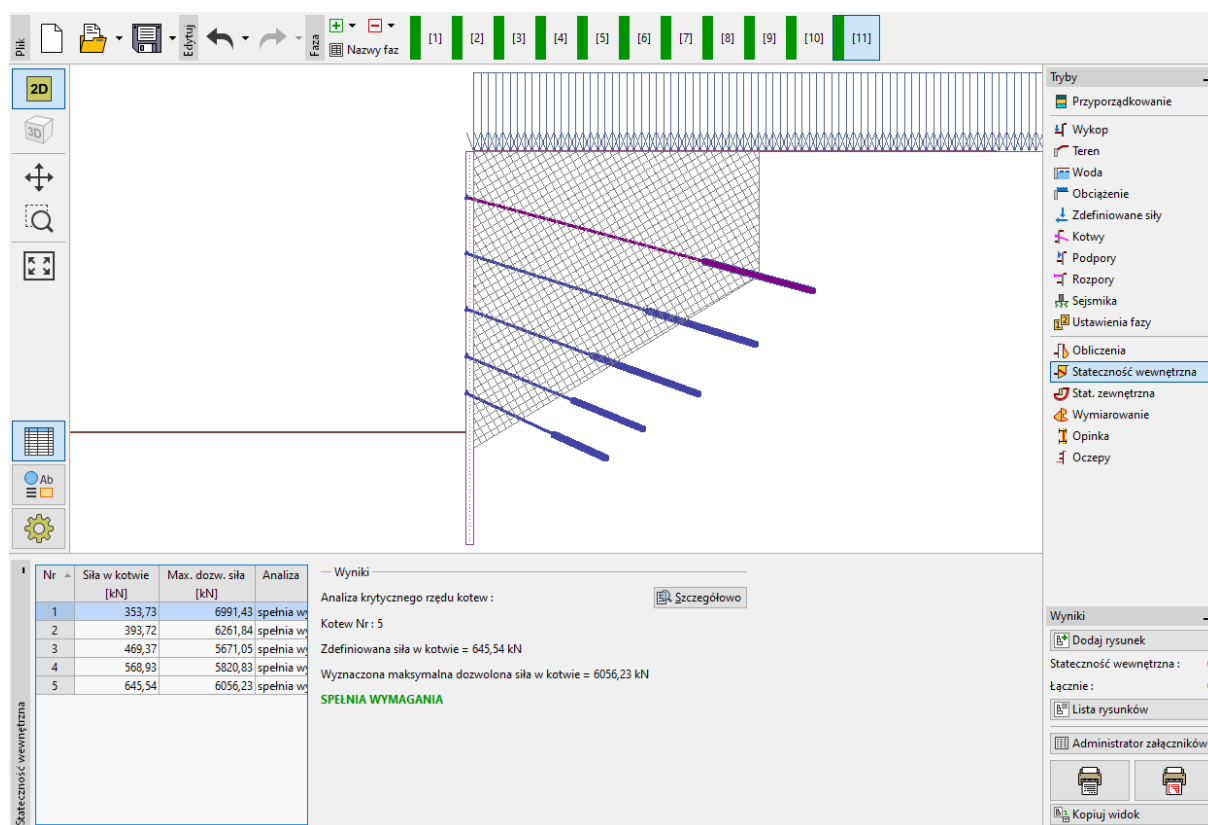 Plik
Edytuj
Faza
Nazwy faz
[1]
[2]
[3]
[4]
[5]
[6]
[7]
[8]
[9]
[10]
[11]
2D
3D
Ab
Tryby
Przyporządkowanie
Wykop
Teren
Woda
Obciążenie
Zdefiniowane siły
Kotwy
Podpory
Rozpory
Sejsmika
Ustawienia fazy
Obliczenia
Stateczność wewnętrzna
Stat. zewnętrzna
Wymiarowanie
Opinka
Oczepy
Stateczność wewnętrzna
Nr Siła w kotwie Max. dozw. siła Analiza
[kN] [kN]
1 353,73 6991,43 spełnia wy
2 393,72 6261,84 spełnia wy
3 469,37 5671,05 spełnia wy
4 568,93 5820,83 spełnia wy
5 645,54 6056,23 spełnia wy
Wyniki
Analiza krytycznego rzędu kotew :
Szczegółowo
Kotew Nr : 5
Zdefiniowana siła w kotwie = 645,54 kN
Wyznaczona maksymalna dozwolona siła w kotwie = 6056,23 kN
SPEŁNIA WYMAGANIA
Wyniki
Dodaj rysunek
Stateczność wewnętrzna :
Łącznie :
Lista rysunków
Administrator załączników
Kopiuj widok